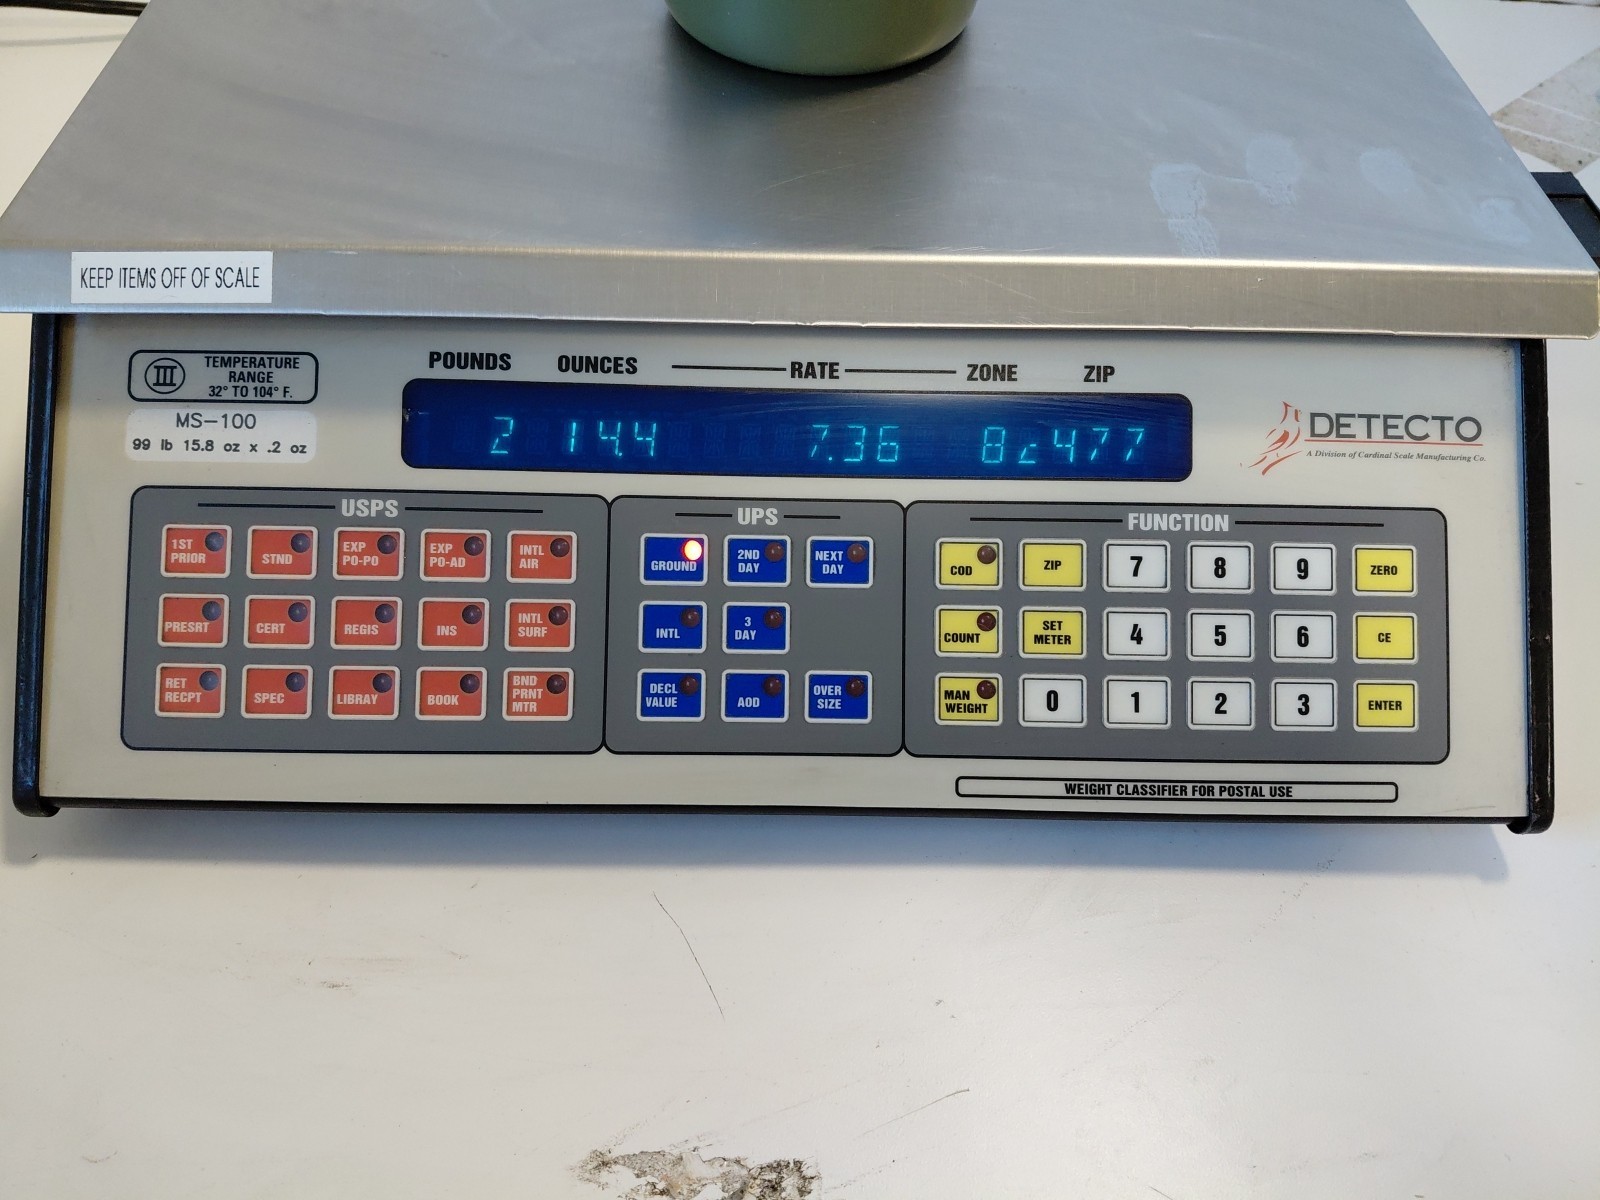 KEEP ITEMS OFF OF SCALE
III
TEMPERATURE
RANGE
32° TO 104° F.
MS-100
99 lb 15.8 oz x .2 oz
POUNDS OUNCES RATE ZONE ZIP
2 14.4 7.36 8c477
DETECTO
A Division of Cardinal Scale Manufacturing Co.
USPS
1ST
PRIOR
STND
EXP
PO-PO
EXP
PO-AD
INTL
AIR
PRESRT
CERT
REGIS
INS
INTL
SURF
RET
RECPT
SPEC
LIBRAY
BOOK
BND
PRNT
MTR
UPS
GROUND
2ND
DAY
NEXT
DAY
INTL
3
DAY
DECL
VALUE
AOD
OVER
SIZE
FUNCTION
COD
ZIP
7
8
9
ZERO
COUNT
SET
METER
4
5
6
CE
MAN
WEIGHT
0
1
2
3
ENTER
WEIGHT CLASSIFIER FOR POSTAL USE